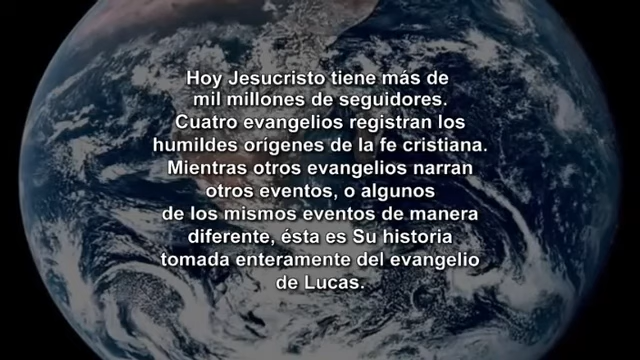 Hoy Jesucristo tiene más de
mil millones de seguidores.
Cuatro evangelios registran los
humildes orígenes de la fe cristiana.
Mientras otros evangelios narran
otros eventos, o algunos
de los mismos eventos de manera
diferente, ésta es Su historia
tomada enteramente del evangelio
de Lucas.